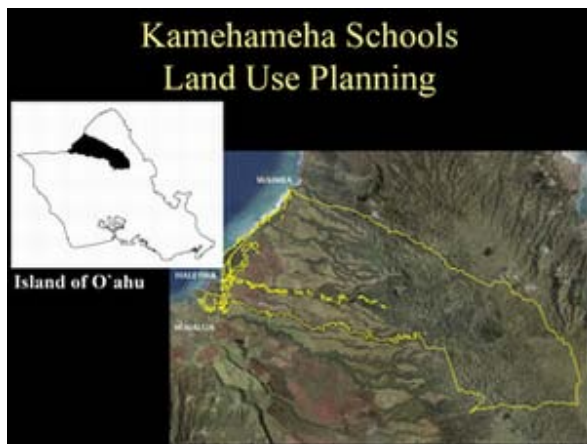 Kamehameha Schools
Land Use Planning
WAIMEA
HALEIWA
WAIALUA
Island of O`ahu